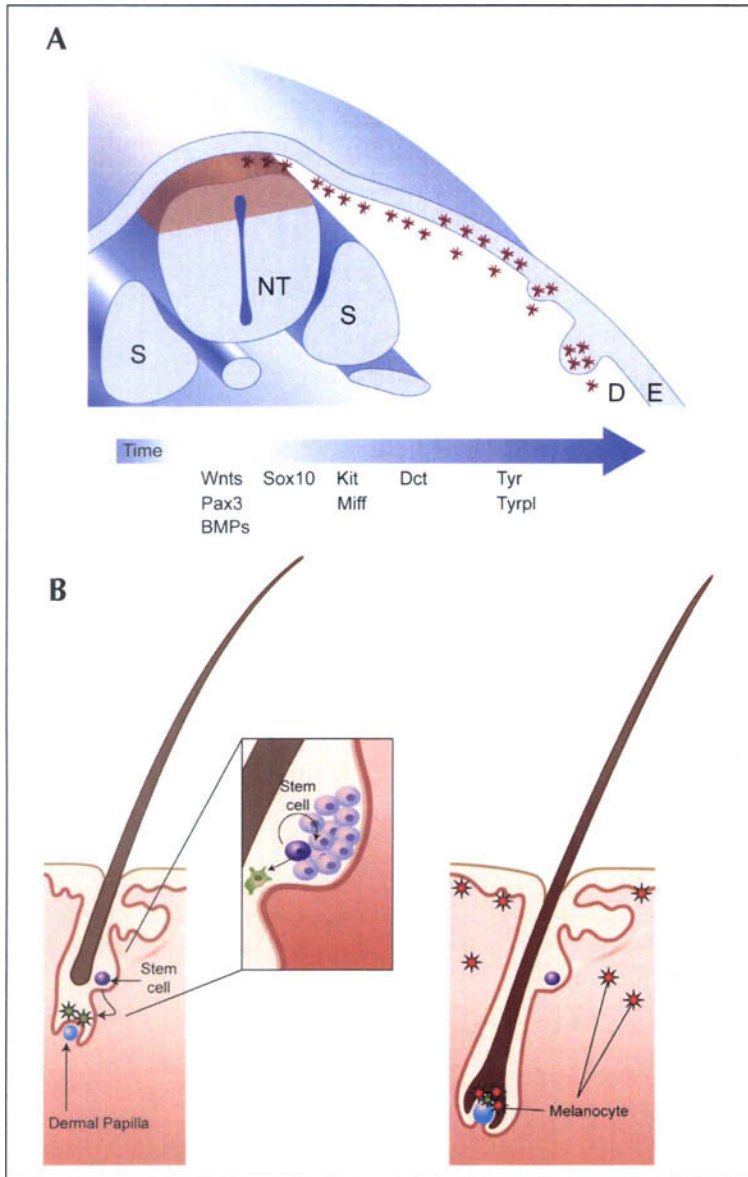 A
NT
S
S
D E
Time
Wnts Sox10 Kit Dct Tyr
Pax3 Miff Tyrpl
BMPs
B
Stem
cell
Stem
cell
Dermal Papilla
Melanocyte